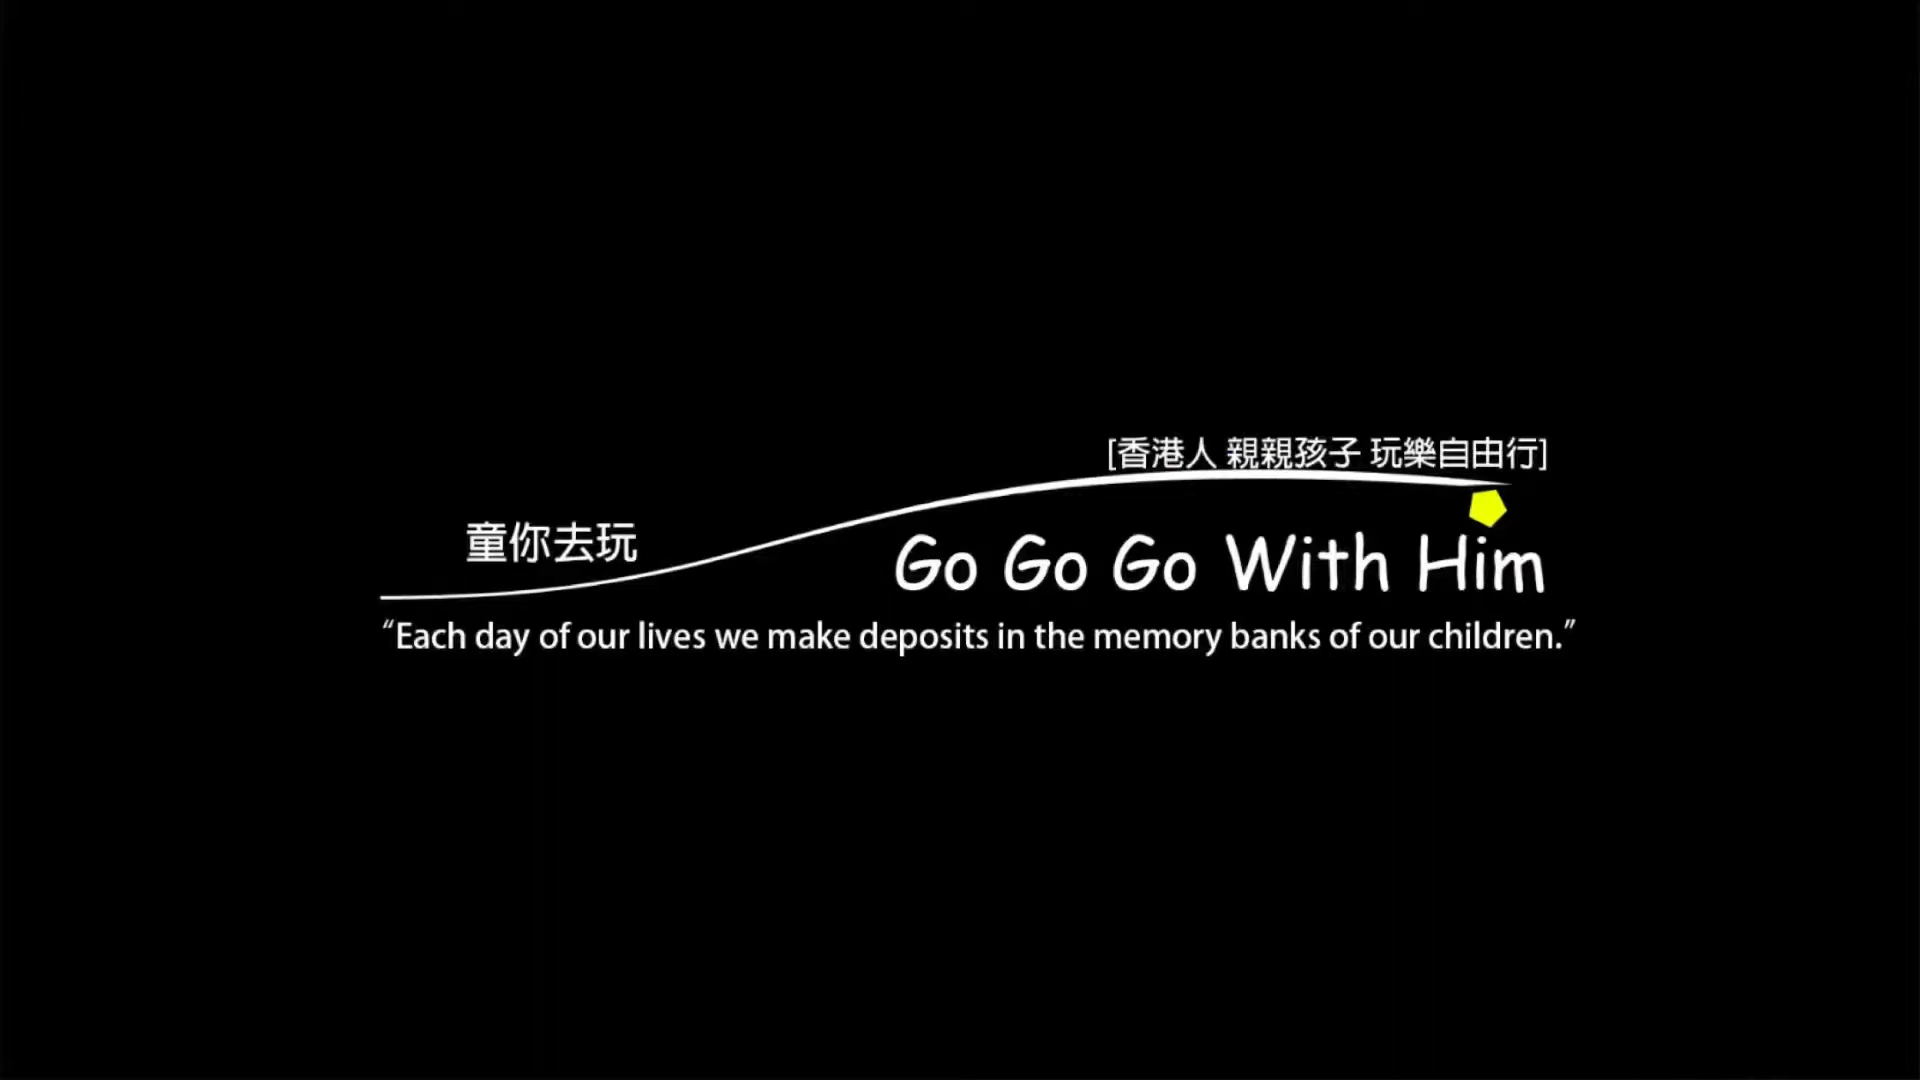 [香港人 親親孩子 玩樂自由行]
童你去玩
Go Go Go With Him
“Each day of our lives we make deposits in the memory banks of our children.”